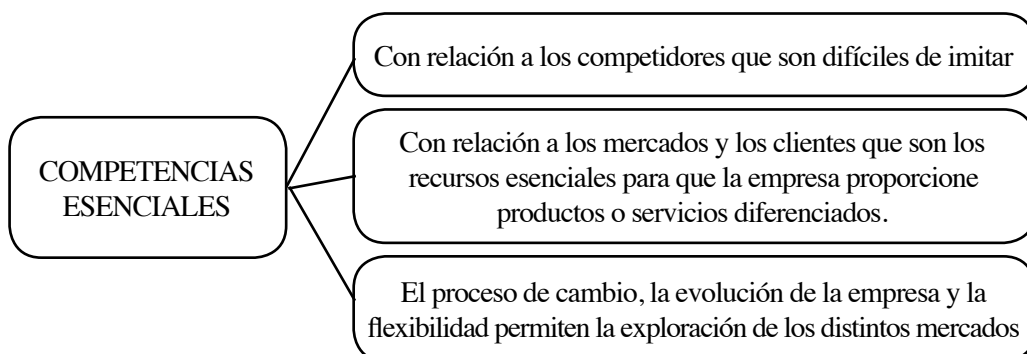 COMPETENCIAS
ESENCIALES
Con relación a los competidores que son difíciles de imitar
Con relación a los mercados y los clientes que son los
recursos esenciales para que la empresa proporcione
productos o servicios diferenciados.
El proceso de cambio, la evolución de la empresa y la
flexibilidad permiten la exploración de los distintos mercados